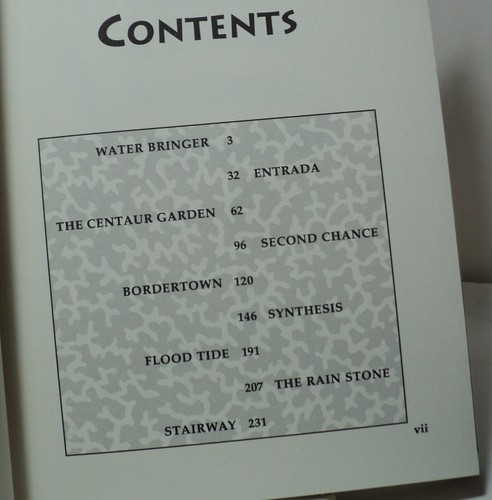 CONTENTS
WATER BRINGER 3
32 ENTRADA
THE CENTAUR GARDEN 62
96 SECOND CHANCE
BORDERTOWN 120
146 SYNTHESIS
FLOOD TIDE 191
207 THE RAIN STONE
STAIRWAY 231
vii